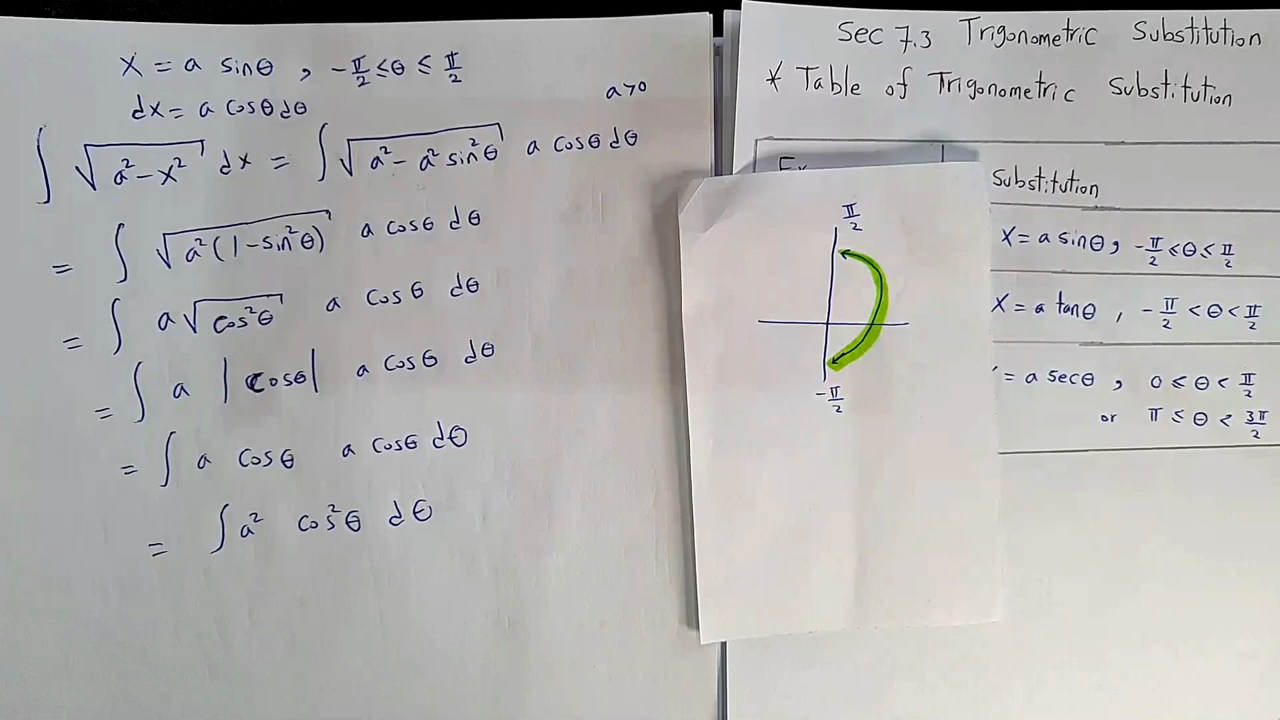 x = a sinθ , -π/2 ≤ θ ≤ π/2
dx = a cosθ dθ
a>0
∫ √(a² - x²) dx = ∫ √(a² - a² sin²θ) a cosθ dθ
= ∫ √(a²(1 - sin²θ)) a cosθ dθ
= ∫ a √(cos²θ) a cosθ dθ
= ∫ a |cosθ| a cosθ dθ
= ∫ a cosθ a cosθ dθ
= ∫ a² cos²θ dθ
π/2
-π/2
Sec 7.3 Trigonometric Substitution
* Table of Trigonometric Substitution
Substitution
x = a sinθ, -π/2 ≤ θ ≤ π/2
x = a tanθ , -π/2 < θ < π/2
= a secθ , 0 ≤ θ < π/2
or π ≤ θ < 3π/2